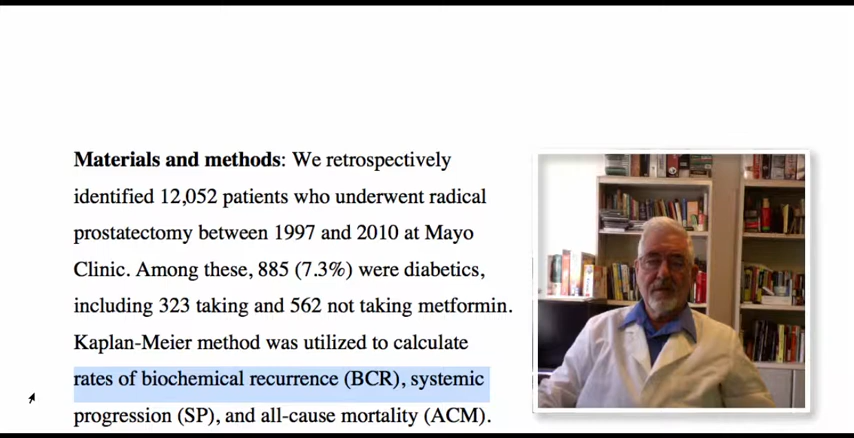 Materials and methods: We retrospectively
identified 12,052 patients who underwent radical
prostatectomy between 1997 and 2010 at Mayo
Clinic. Among these, 885 (7.3%) were diabetics,
including 323 taking and 562 not taking metformin.
Kaplan-Meier method was utilized to calculate
rates of biochemical recurrence (BCR), systemic
progression (SP), and all-cause mortality (ACM).